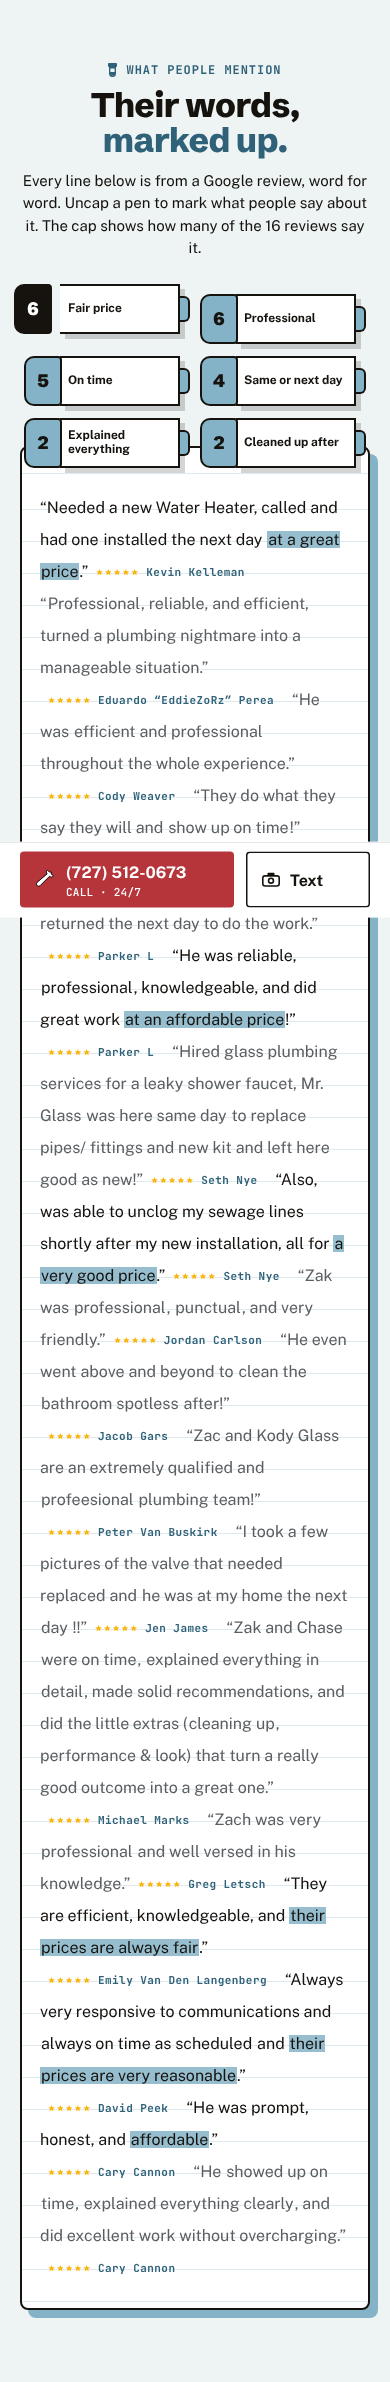 WHAT PEOPLE MENTION
Their words,
marked up.
Every line below is from a Google review, word for
word. Uncap a pen to mark what people say about
it. The cap shows how many of the 16 reviews say
it.
6 Fair price
6 Professional
5 On time
4 Same or next day
2 Explained everything
2 Cleaned up after
“Needed a new Water Heater, called and
had one installed the next day at a great
price.” ★★★★★ Kevin Kelleman
“Professional, reliable, and efficient,
turned a plumbing nightmare into a
manageable situation.”
★★★★★ Eduardo “EddieZoRz” Perea “He
was efficient and professional
throughout the whole experience.”
★★★★★ Cody Weaver “They do what they
say they will and show up on time!”
(727) 512-0673
CALL · 24/7
Text
returned the next day to do the work.”
★★★★★ Parker L “He was reliable,
professional, knowledgeable, and did
great work at an affordable price!”
★★★★★ Parker L “Hired glass plumbing
services for a leaky shower faucet, Mr.
Glass was here same day to replace
pipes/ fittings and new kit and left here
good as new!” ★★★★★ Seth Nye “Also,
was able to unclog my sewage lines
shortly after my new installation, all for a
very good price.” ★★★★★ Seth Nye “Zak
was professional, punctual, and very
friendly.” ★★★★★ Jordan Carlson “He even
went above and beyond to clean the
bathroom spotless after!”
★★★★★ Jacob Gars “Zac and Kody Glass
are an extremely qualified and
profeesional plumbing team!”
★★★★★ Peter Van Buskirk “I took a few
pictures of the valve that needed
replaced and he was at my home the next
day !!” ★★★★★ Jen James “Zak and Chase
were on time, explained everything in
detail, made solid recommendations, and
did the little extras (cleaning up,
performance & look) that turn a really
good outcome into a great one.”
★★★★★ Michael Marks “Zach was very
professional and well versed in his
knowledge.” ★★★★★ Greg Letsch “They
are efficient, knowledgeable, and their
prices are always fair.”
★★★★★ Emily Van Den Langenberg “Always
very responsive to communications and
always on time as scheduled and their
prices are very reasonable.”
★★★★★ David Peek “He was prompt,
honest, and affordable.”
★★★★★ Cary Cannon “He showed up on
time, explained everything clearly, and
did excellent work without overcharging.”
★★★★★ Cary Cannon